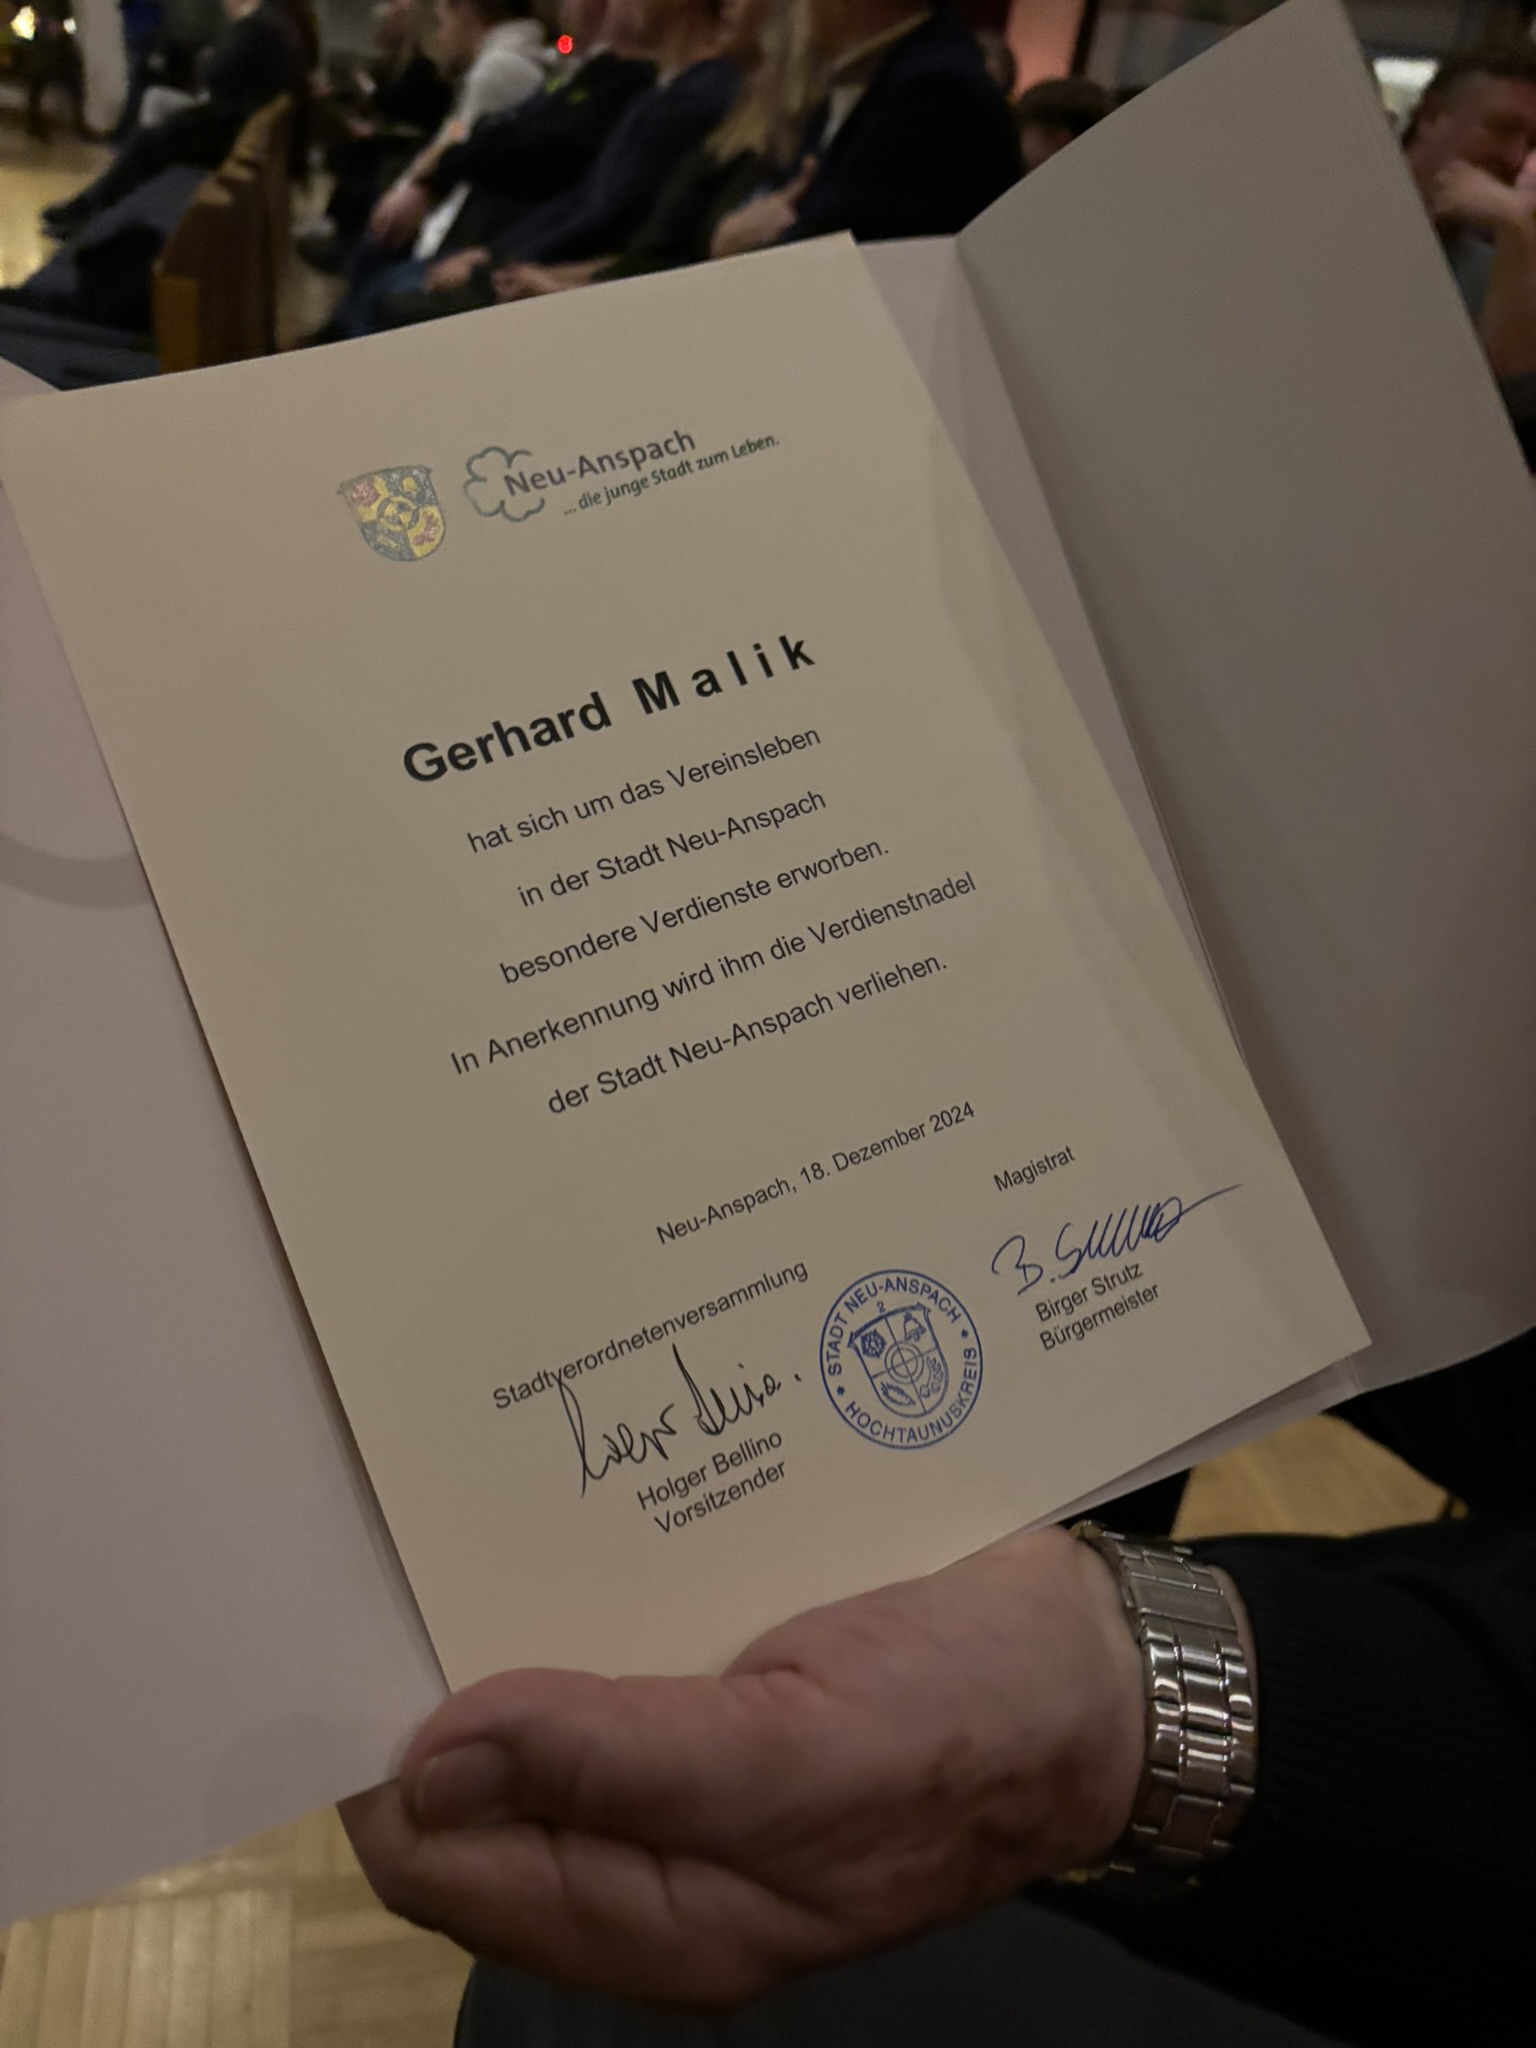 Neu-Anspach
... die junge Stadt zum Leben.
Gerhard Malik
hat sich um das Vereinsleben
in der Stadt Neu-Anspach
besondere Verdienste erworben.
In Anerkennung wird ihm die Verdienstnadel
der Stadt Neu-Anspach verliehen.
Neu-Anspach, 18. Dezember 2024
Magistrat
B. Strutz
Birger Strutz
Bürgermeister
Stadtverordnetenversammlung
Holger Bellino
Vorsitzender
STADT NEU-ANSPACH
2
HOCHTAUNUSKREIS